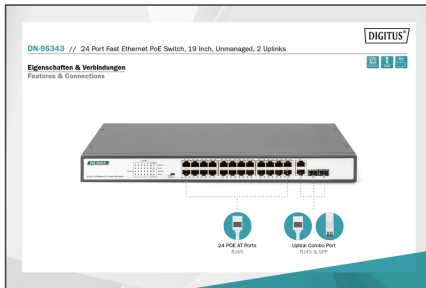 DIGITUS®
DN-95343 // 24 Port Fast Ethernet PoE Switch, 19 Inch, Unmanaged, 2 Uplinks
Eigenschaften & Verbindungen
Features & Connections
24 POE AT Ports
RJ45
Uplink Combo Port
RJ45 & SFP